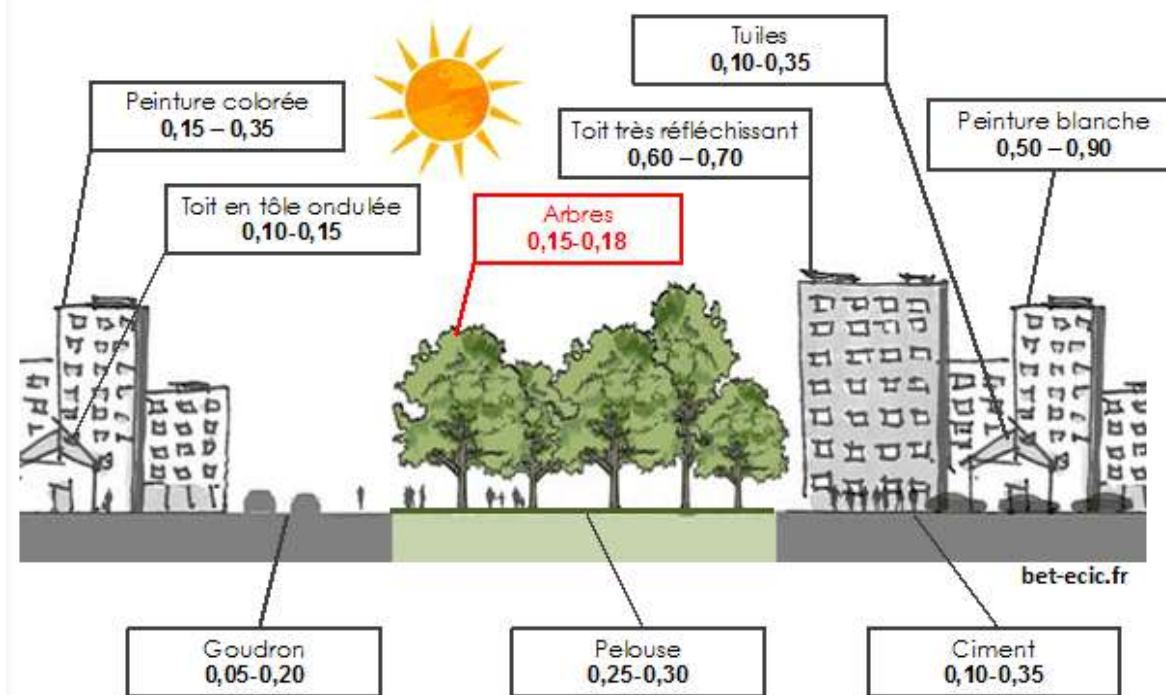 Tuiles
0,10-0,35
Peinture colorée
0,15 – 0,35
Toit très réfléchissant
0,60 – 0,70
Peinture blanche
0,50 – 0,90
Toit en tôle ondulée
0,10-0,15
Arbres
0,15-0,18
bet-ecic.fr
Goudron
0,05-0,20
Pelouse
0,25-0,30
Ciment
0,10-0,35